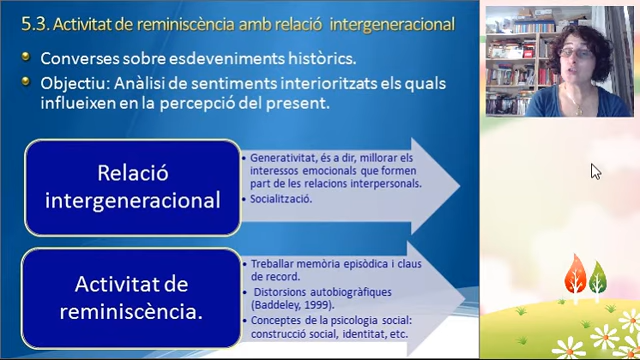 5.3. Activitat de reminiscència amb relació intergeneracional
Converses sobre esdeveniments històrics.
Objectiu: Anàlisi de sentiments interioritzats els quals
influeixen en la percepció del present.
Relació
intergeneracional
• Generativitat, és a dir, millorar els
interessos emocionals que formen
part de les relacions interpersonals.
• Socialització.
Activitat de
reminiscència.
• Treballar memòria episòdica i claus
de record.
• Distorsions autobiogràfiques
(Baddeley, 1999).
• Conceptes de la psicologia social:
construcció social, identitat, etc.